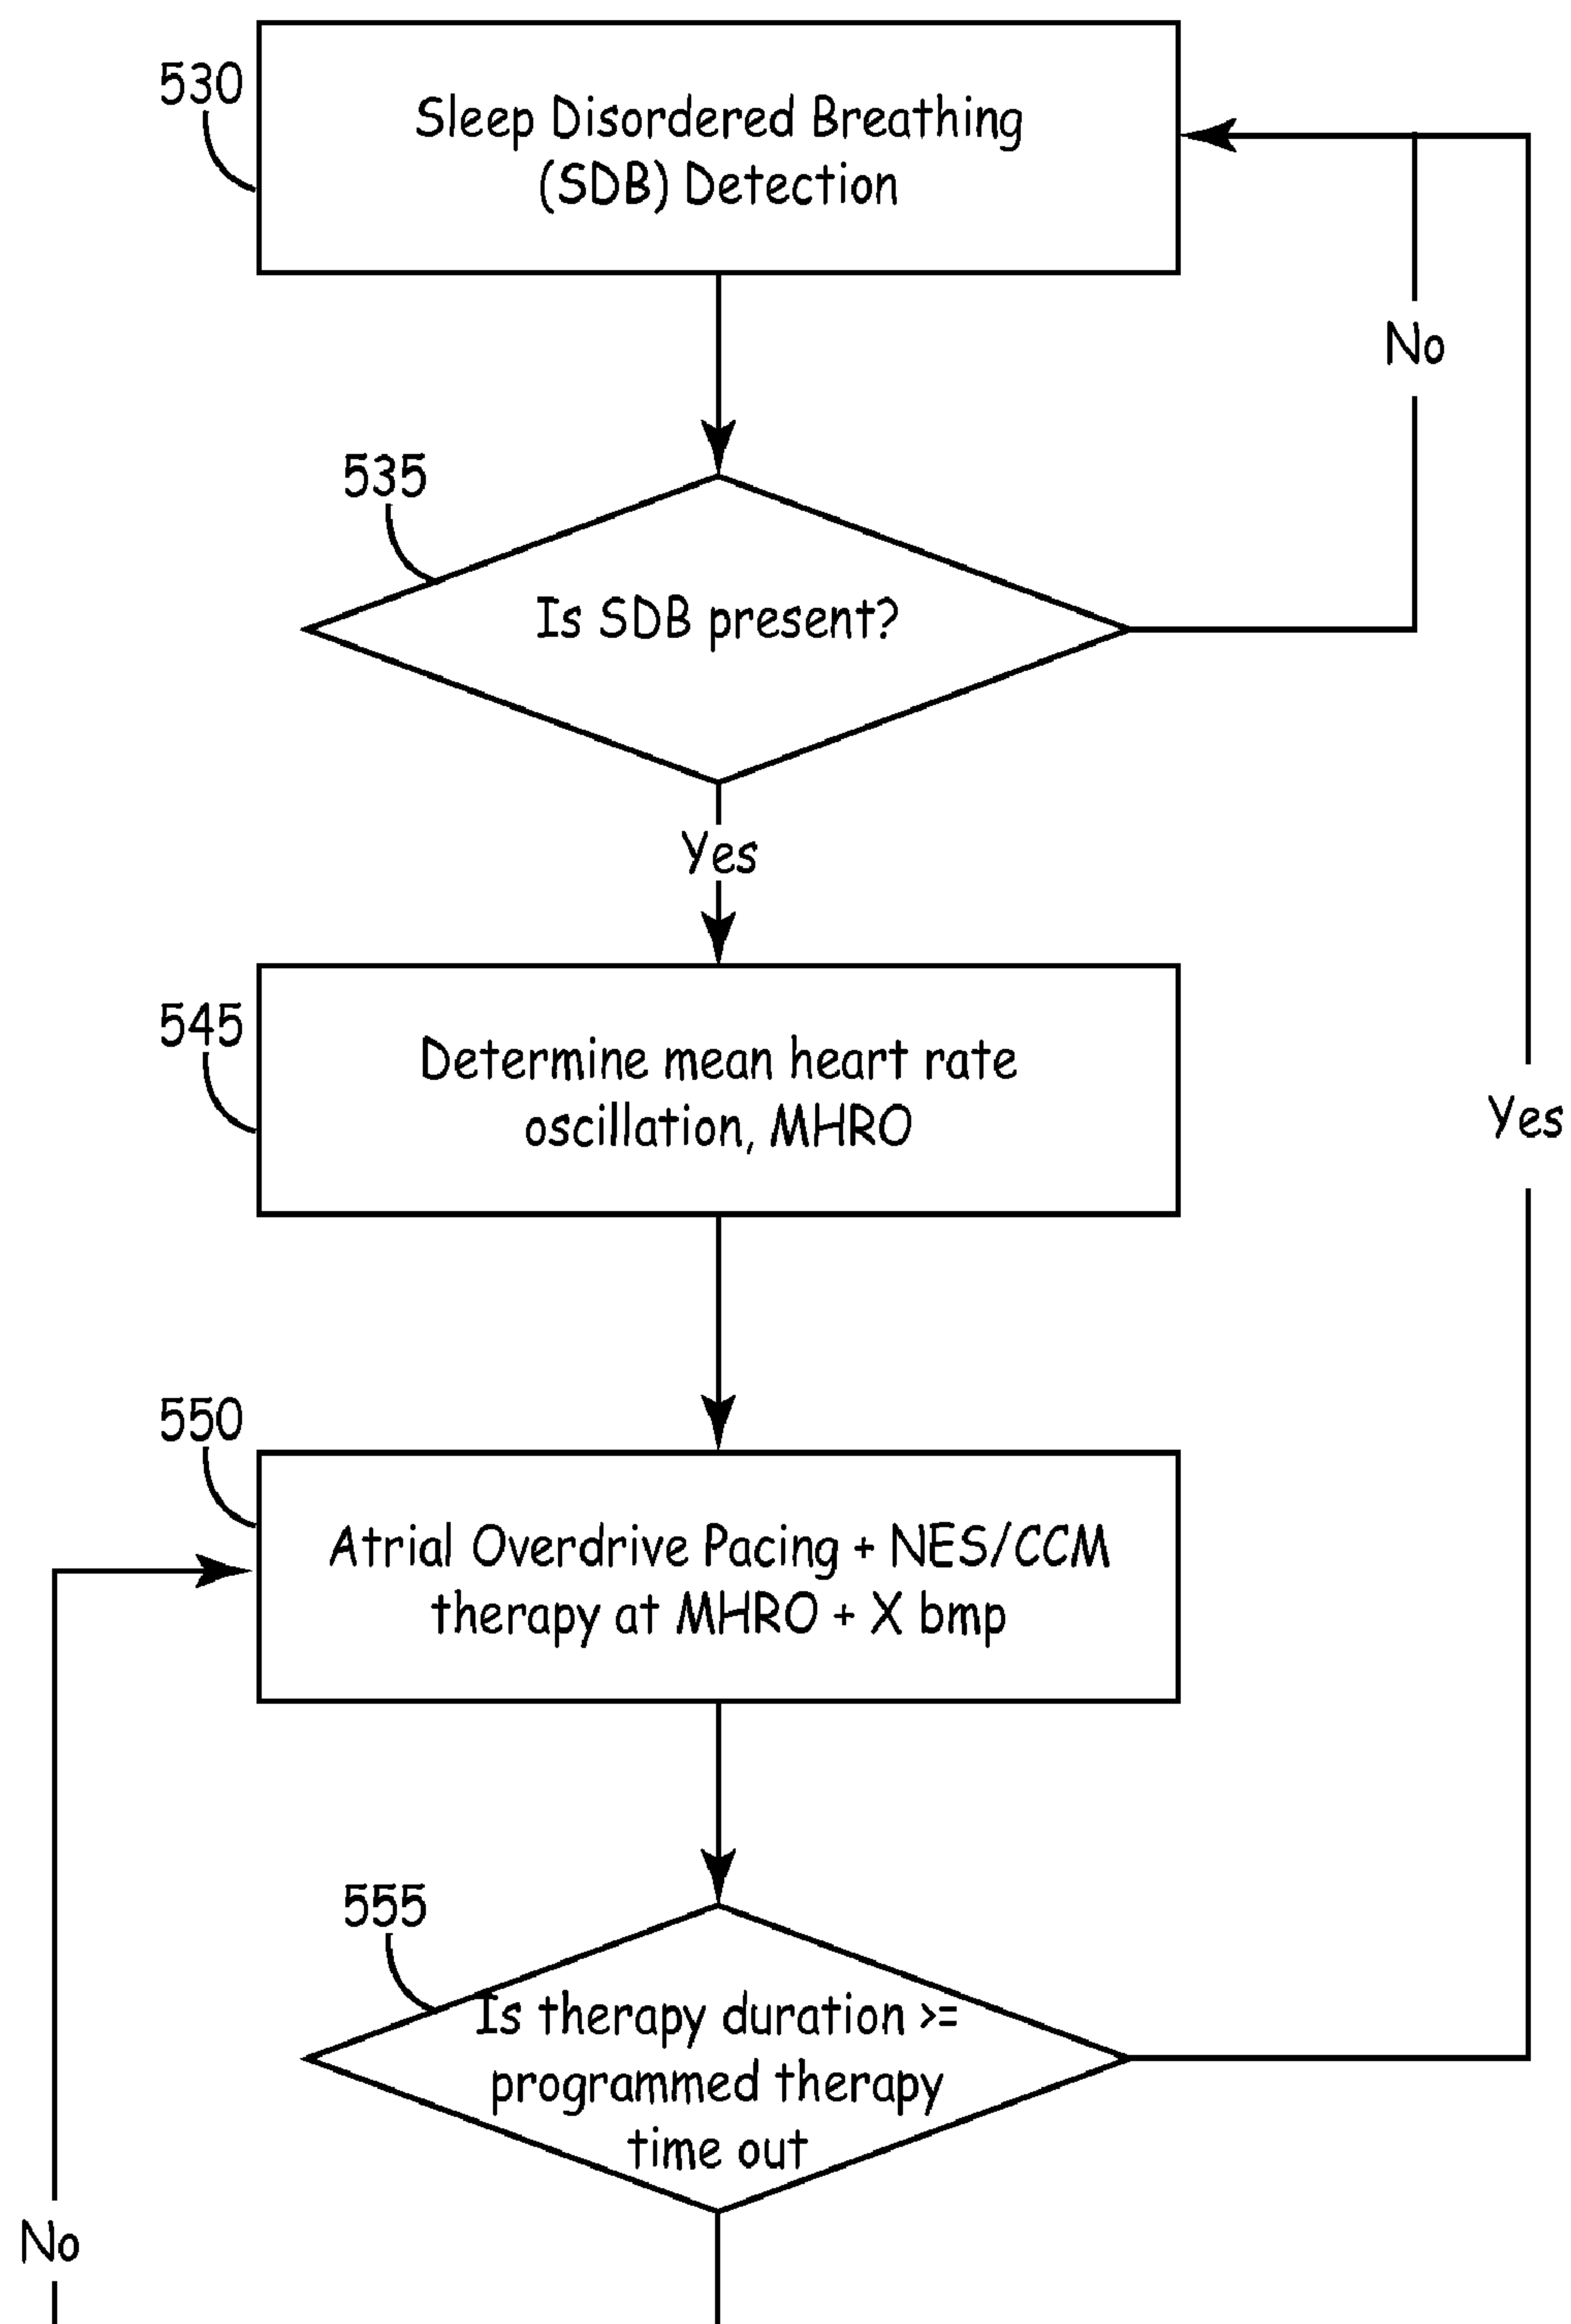 530
Sleep Disordered Breathing
(SDB) Detection
No
535
Is SDB present?
Yes
545
Determine mean heart rate
oscillation, MHRO
Yes
550
Atrial Overdrive Pacing + NES/CCM
therapy at MHRO + X bmp
555
Is therapy duration >=
programmed therapy
time out
No